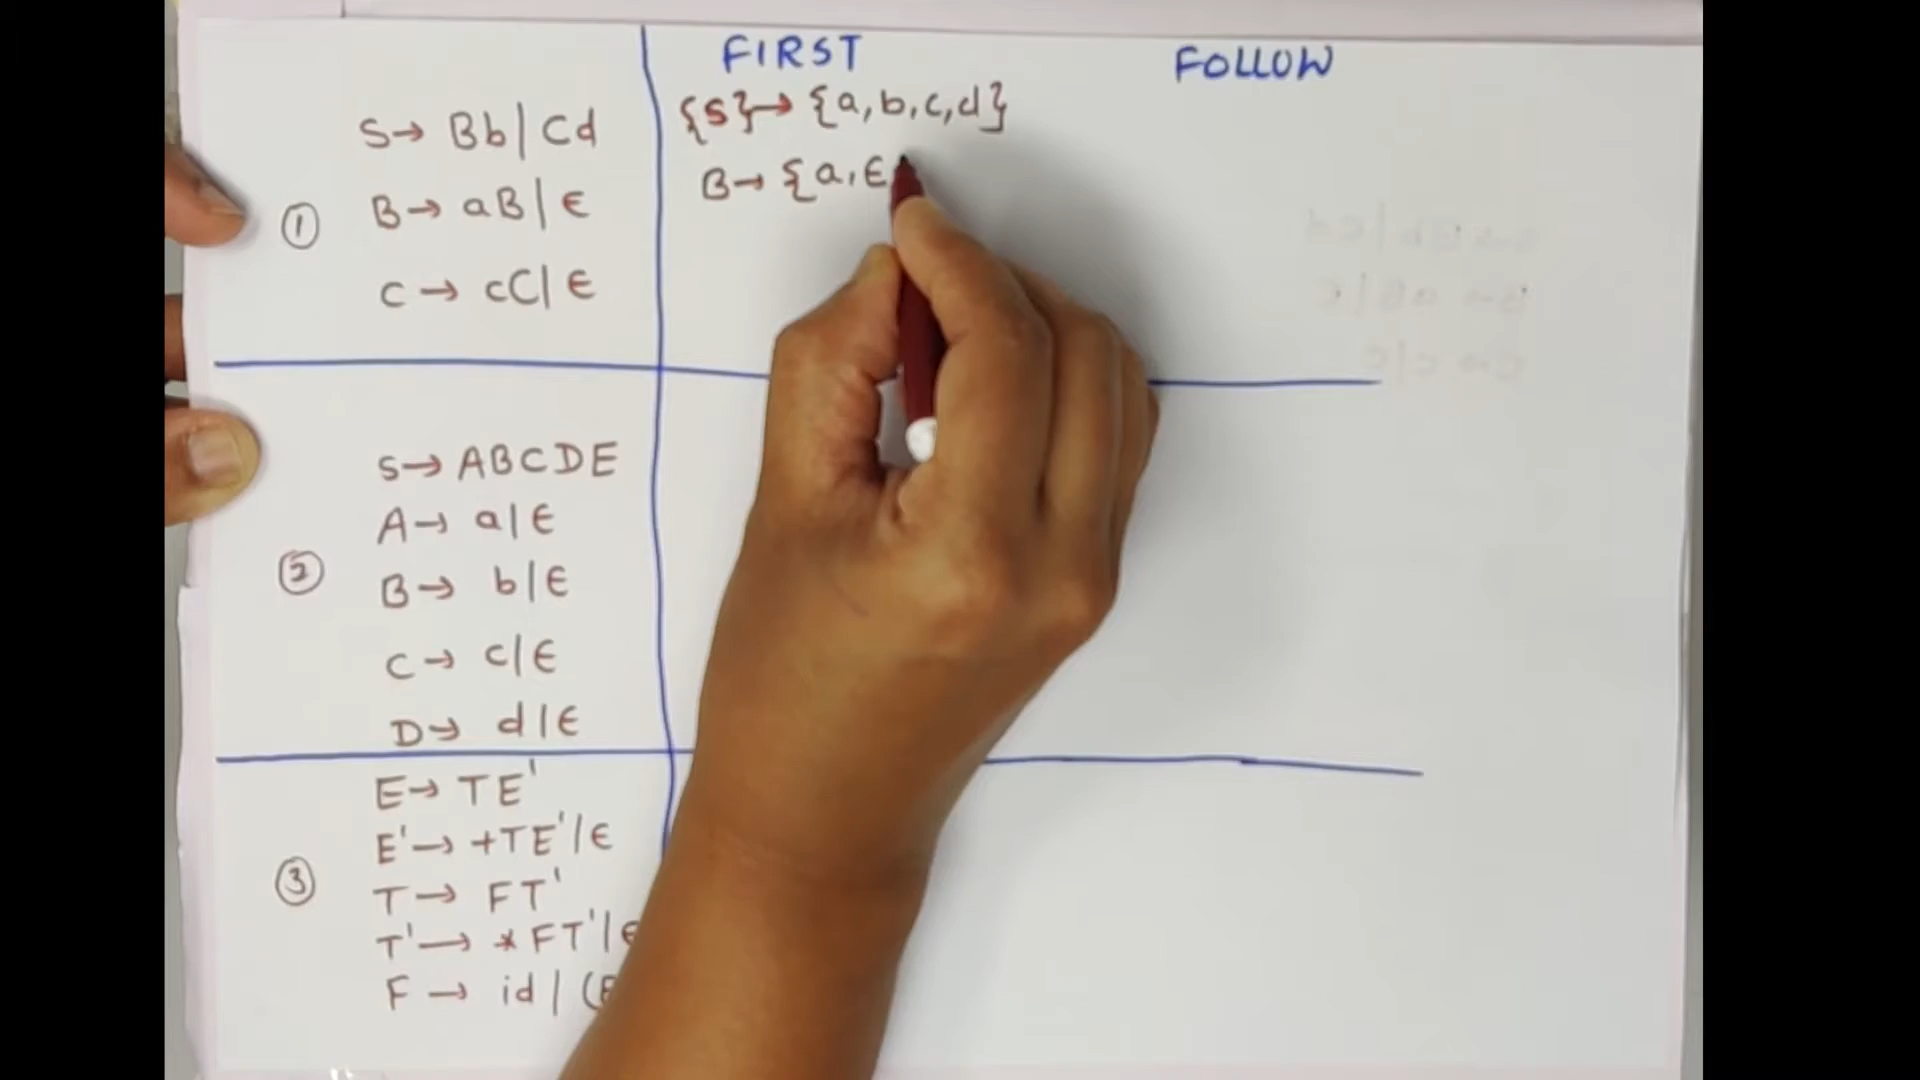 FIRST
FOLLOW
S → Bb | Cd
{S} → {a, b, c, d}
① B → aB | ϵ
B → {a, ϵ
C → cC | ϵ
S → ABCDE
A → a | ϵ
② B → b | ϵ
C → c | ϵ
D → d | ϵ
E → TE'
E' → +TE' | ϵ
③ T → FT'
T' → *FT' | ϵ
F → id | (E